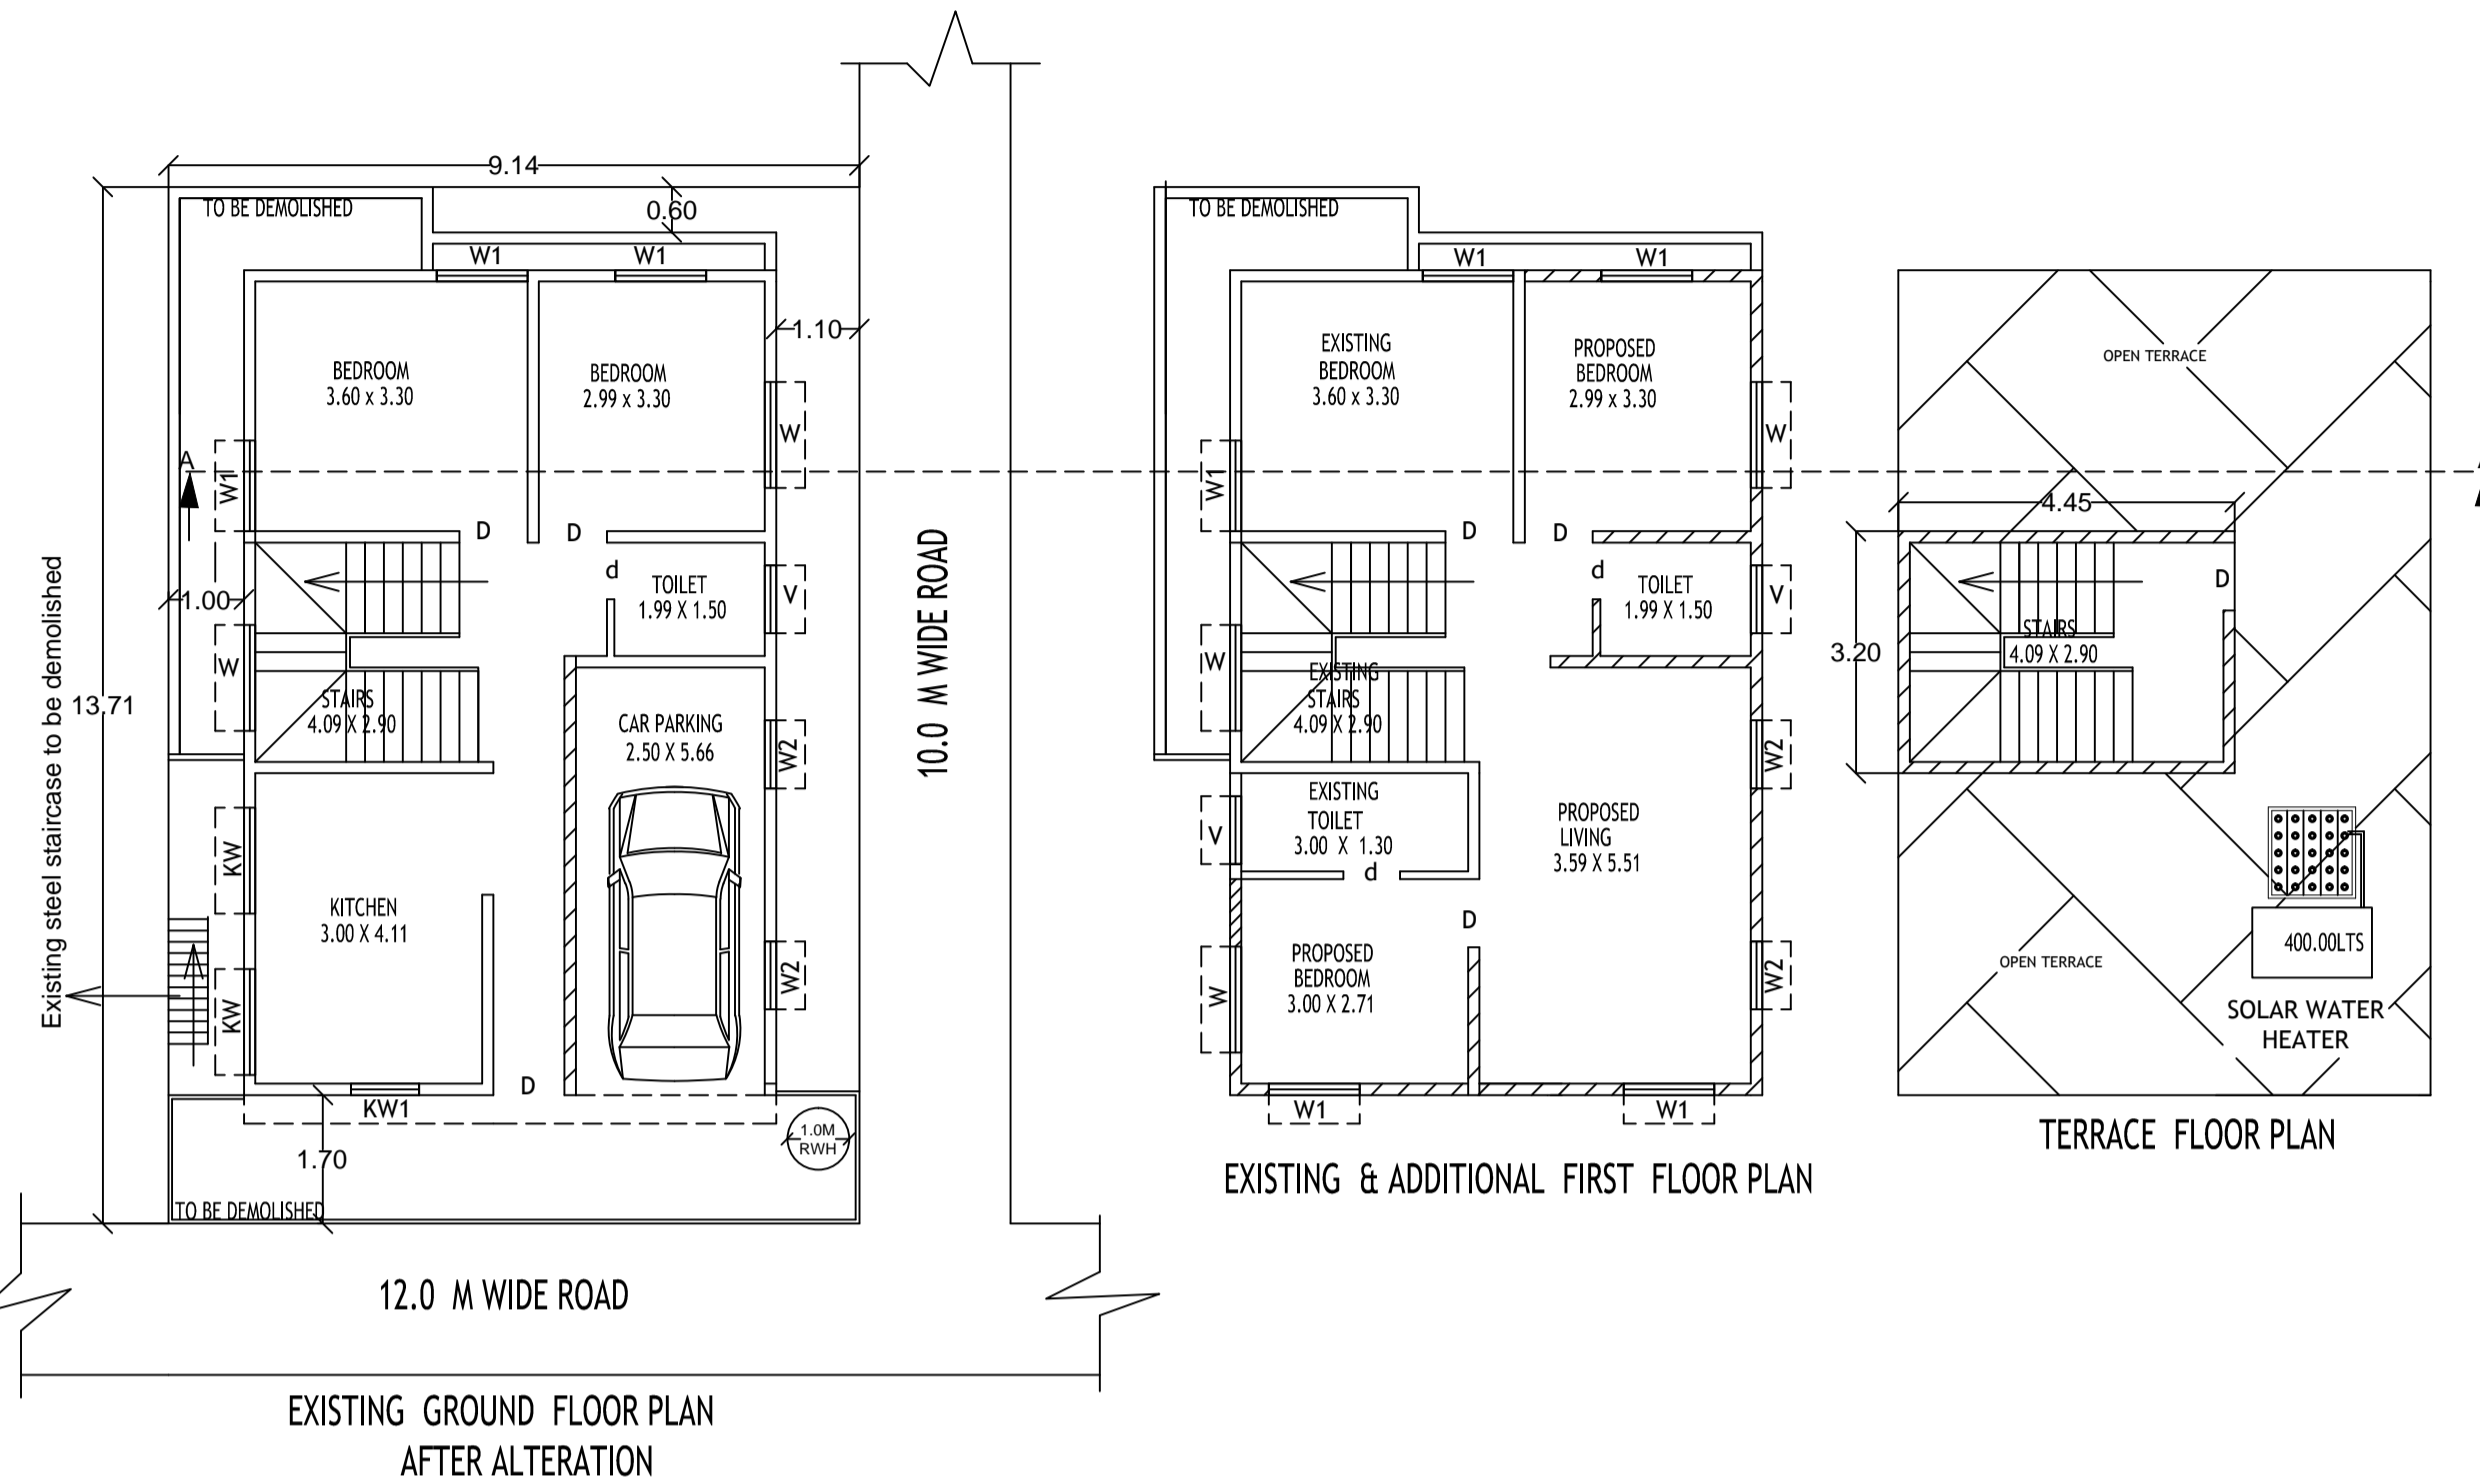 9.14
TO BE DEMOLISHED
0.60
W1
W1
1.10
BEDROOM
3.60 x 3.30
BEDROOM
2.99 x 3.30
W
A
W1
D
D
d
TOILET
1.99 X 1.50
V
1.00
W
STAIRS
4.09 X 2.90
CAR PARKING
2.50 X 5.66
W2
13.71
Existing steel staircase to be demolished
KW
KITCHEN
3.00 X 4.11
W2
KW
D
KW1
1.0M
RWH
1.70
TO BE DEMOLISHED
10.0 M WIDE ROAD
12.0 M WIDE ROAD
EXISTING GROUND FLOOR PLAN
AFTER ALTERATION
TO BE DEMOLISHED
W1
W1
EXISTING
BEDROOM
3.60 x 3.30
PROPOSED
BEDROOM
2.99 x 3.30
W
W1
D
D
d
TOILET
1.99 X 1.50
V
W
EXISTING
STAIRS
4.09 X 2.90
W2
EXISTING
TOILET
3.00 X 1.30
V
d
PROPOSED
LIVING
3.59 X 5.51
D
PROPOSED
BEDROOM
3.00 X 2.71
W
W2
W1
W1
EXISTING & ADDITIONAL FIRST FLOOR PLAN
OPEN TERRACE
4.45
D
STAIRS
4.09 X 2.90
3.20
400.00LTS
OPEN TERRACE
SOLAR WATER
HEATER
TERRACE FLOOR PLAN